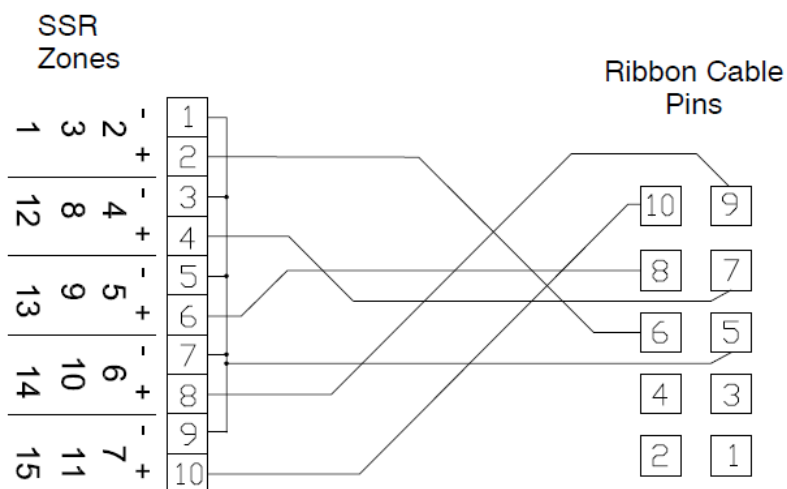 SSR
Zones
Ribbon Cable
Pins
1 3 2 - 1
+ 2
12 8 4 - 3
+ 4
13 9 5 - 5
+ 6
14 10 6 - 7
+ 8
15 11 7 - 9
+ 10
10 9
8 7
6 5
4 3
2 1